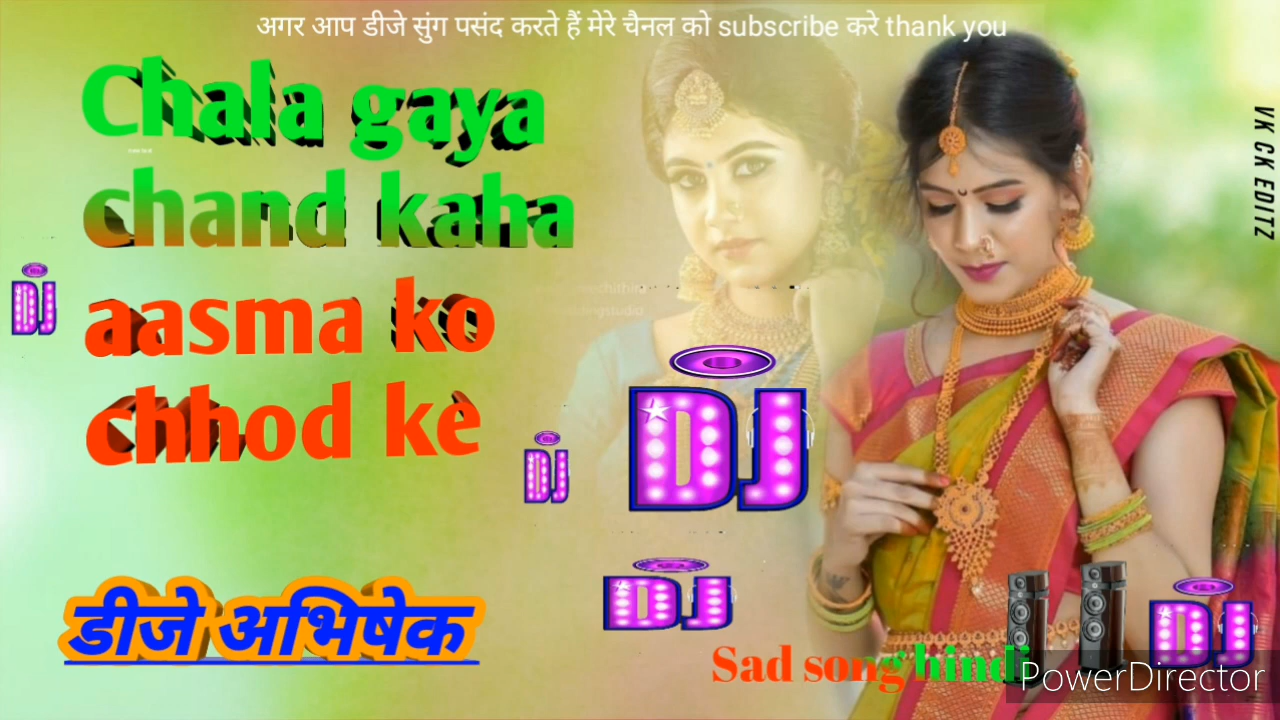 अगर आप डीजे सुंग पसंद करते हैं मेरे चैनल को subscribe करे thank you
Chala gaya
chand kaha
aasma ko
chhod ke
VK CK EDITZ
DJ
DJ
DJ
DJ
DJ
डीजे अभिषेक
Sad song hindi
PowerDirector